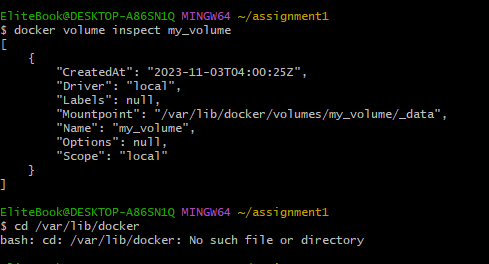 EliteBook@DESKTOP-A86SN1Q MINGW64 ~/assignment1
$ docker volume inspect my_volume
[
    {
        "CreatedAt": "2023-11-03T04:00:25Z",
        "Driver": "local",
        "Labels": null,
        "Mountpoint": "/var/lib/docker/volumes/my_volume/_data",
        "Name": "my_volume",
        "Options": null,
        "Scope": "local"
    }
]
EliteBook@DESKTOP-A86SN1Q MINGW64 ~/assignment1
$ cd /var/lib/docker
bash: cd: /var/lib/docker: No such file or directory